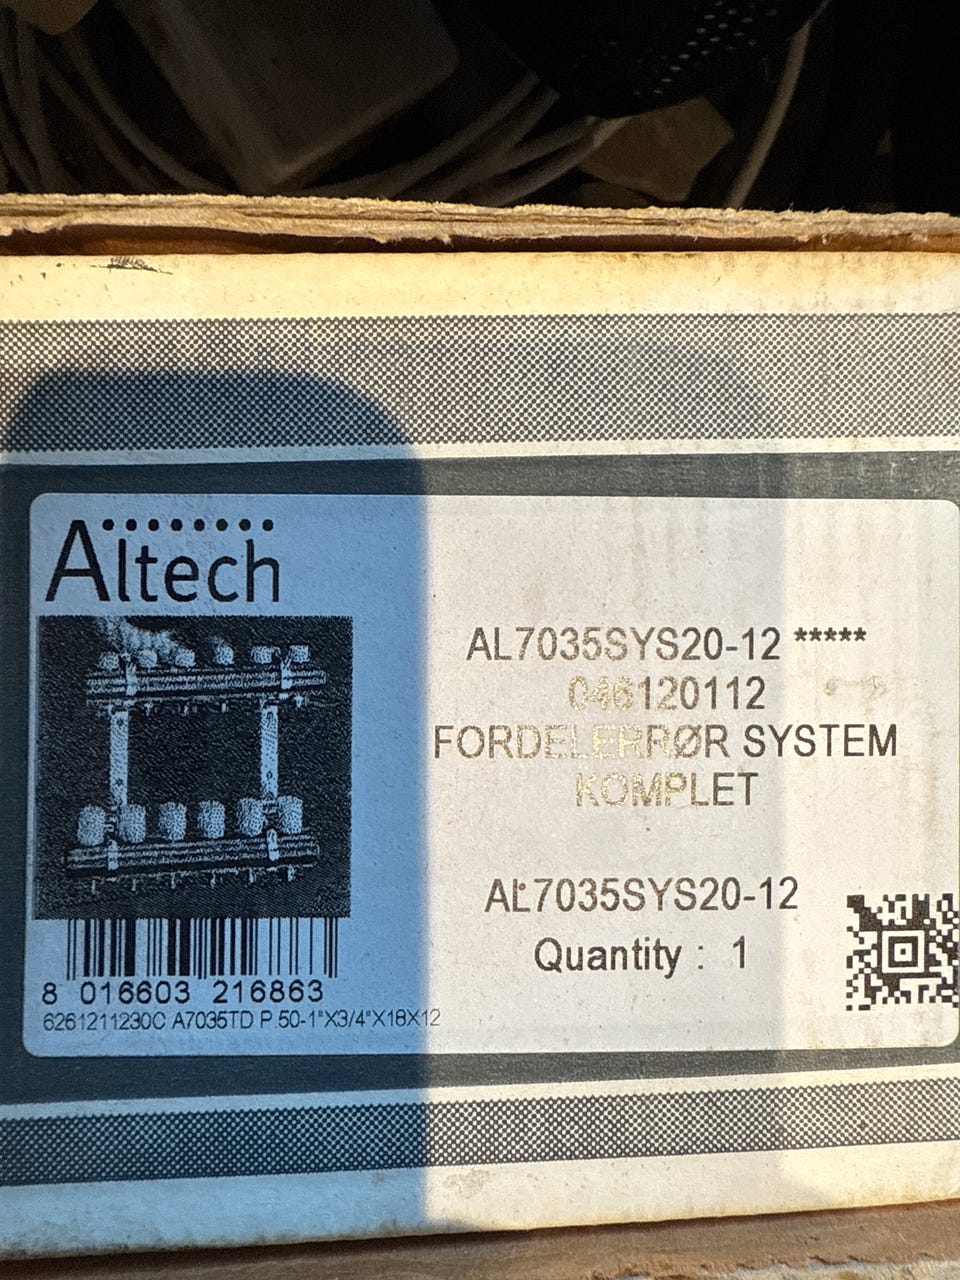 Altech
AL7035SYS20-12 *****
046120112
FORDELERRØR SYSTEM
KOMPLET
AL7035SYS20-12
Quantity : 1
8 016603 216863
6261211230C A7035TD P.50-1"X3/4"X18X12